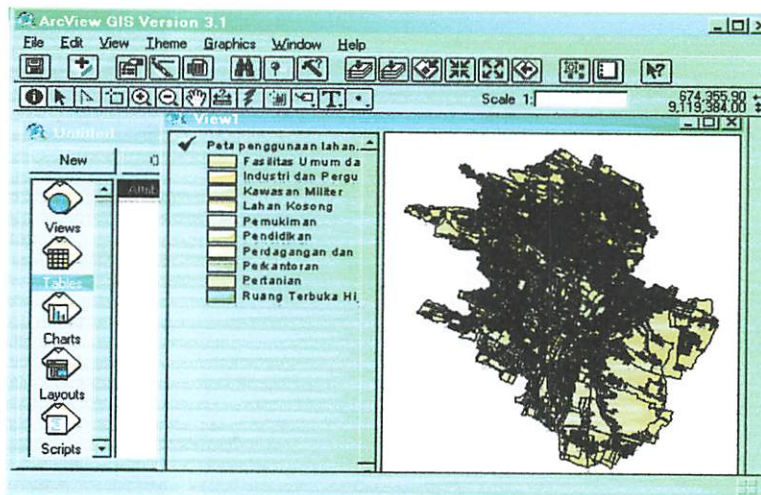 ArcView GIS Version 3.1
File Edit View Theme Graphics Window Help
Scale 1:
674,355.90
9,119,384.00
Untitled
View1
New
Views
Tables
Charts
Layouts
Scripts
Peta penggunaan lahan...
Fasilitas Umum da
Industri dan Pergu
Kawasan Militer
Lahan Kosong
Pemukiman
Pendidikan
Perdagangan dan
Perkantoran
Pertanian
Ruang Terbuka Hi